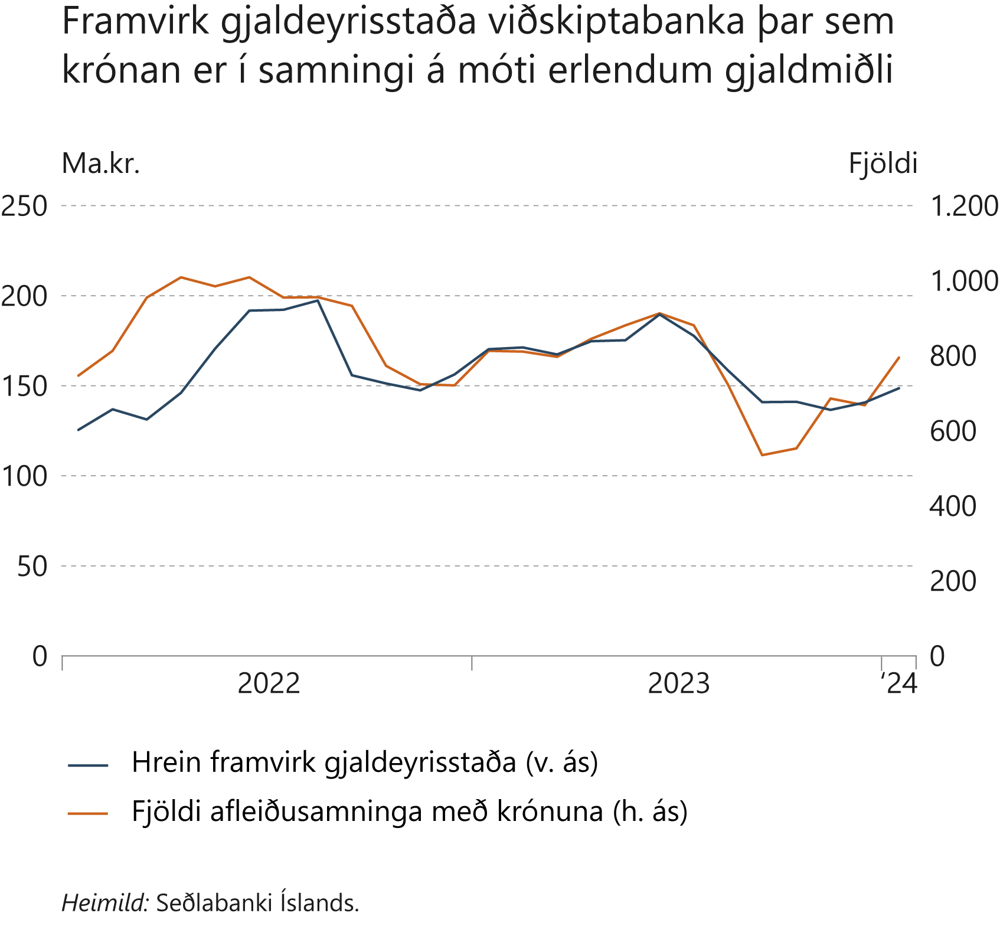 Framvirk gjaldeyrisstaða viðskiptabanka þar sem
krónan er í samningi á móti erlendum gjaldmiðli
Ma.kr.
Fjöldi
250
1.200
200
1.000
150
800
100
600
50
400
0
200
0
2022
2023
‘24
Hrein framvirk gjaldeyrisstaða (v. ás)
Fjöldi afleiðusamninga með krónuna (h. ás)
Heimild: Seðlabanki Íslands.